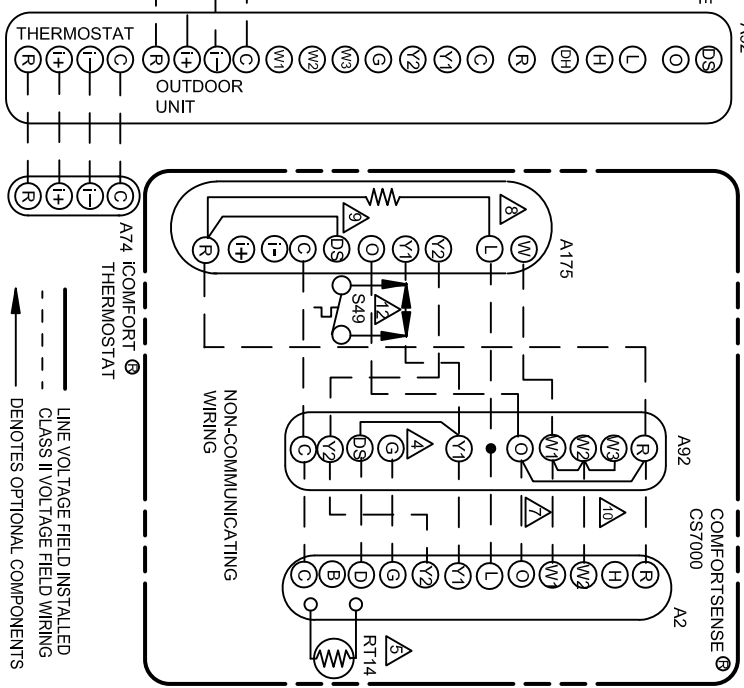 E
A92
THERMOSTAT
R i+ i- C R i+ i- C W1 W2 W3 G Y2 Y1 C R DH H L O DS
OUTDOOR
UNIT
R i+ i- C
A74 iCOMFORT ®
THERMOSTAT
A175
8
9
R i+ i- C DS O Y1 Y2 L W
12
S49
NON-COMMUNICATING
WIRING
A92
C Y2 DS G 4 Y1 O W1 W2 W3 R
7
10
COMFORTSENSE ®
CS7000
C B D G Y2 Y1 L O W1 W2 H R
A2
RT14
5
LINE VOLTAGE FIELD INSTALLED
CLASS II VOLTAGE FIELD WIRING
DENOTES OPTIONAL COMPONENTS